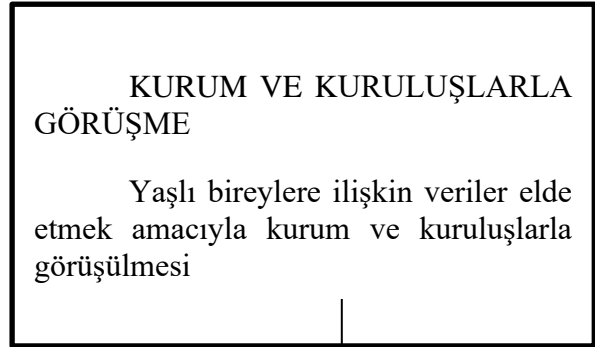 KURUM VE KURULUŞLARLA
GÖRÜŞME
Yaşlı bireylere ilişkin veriler elde
etmek amacıyla kurum ve kuruluşlarla
görüşülmesi